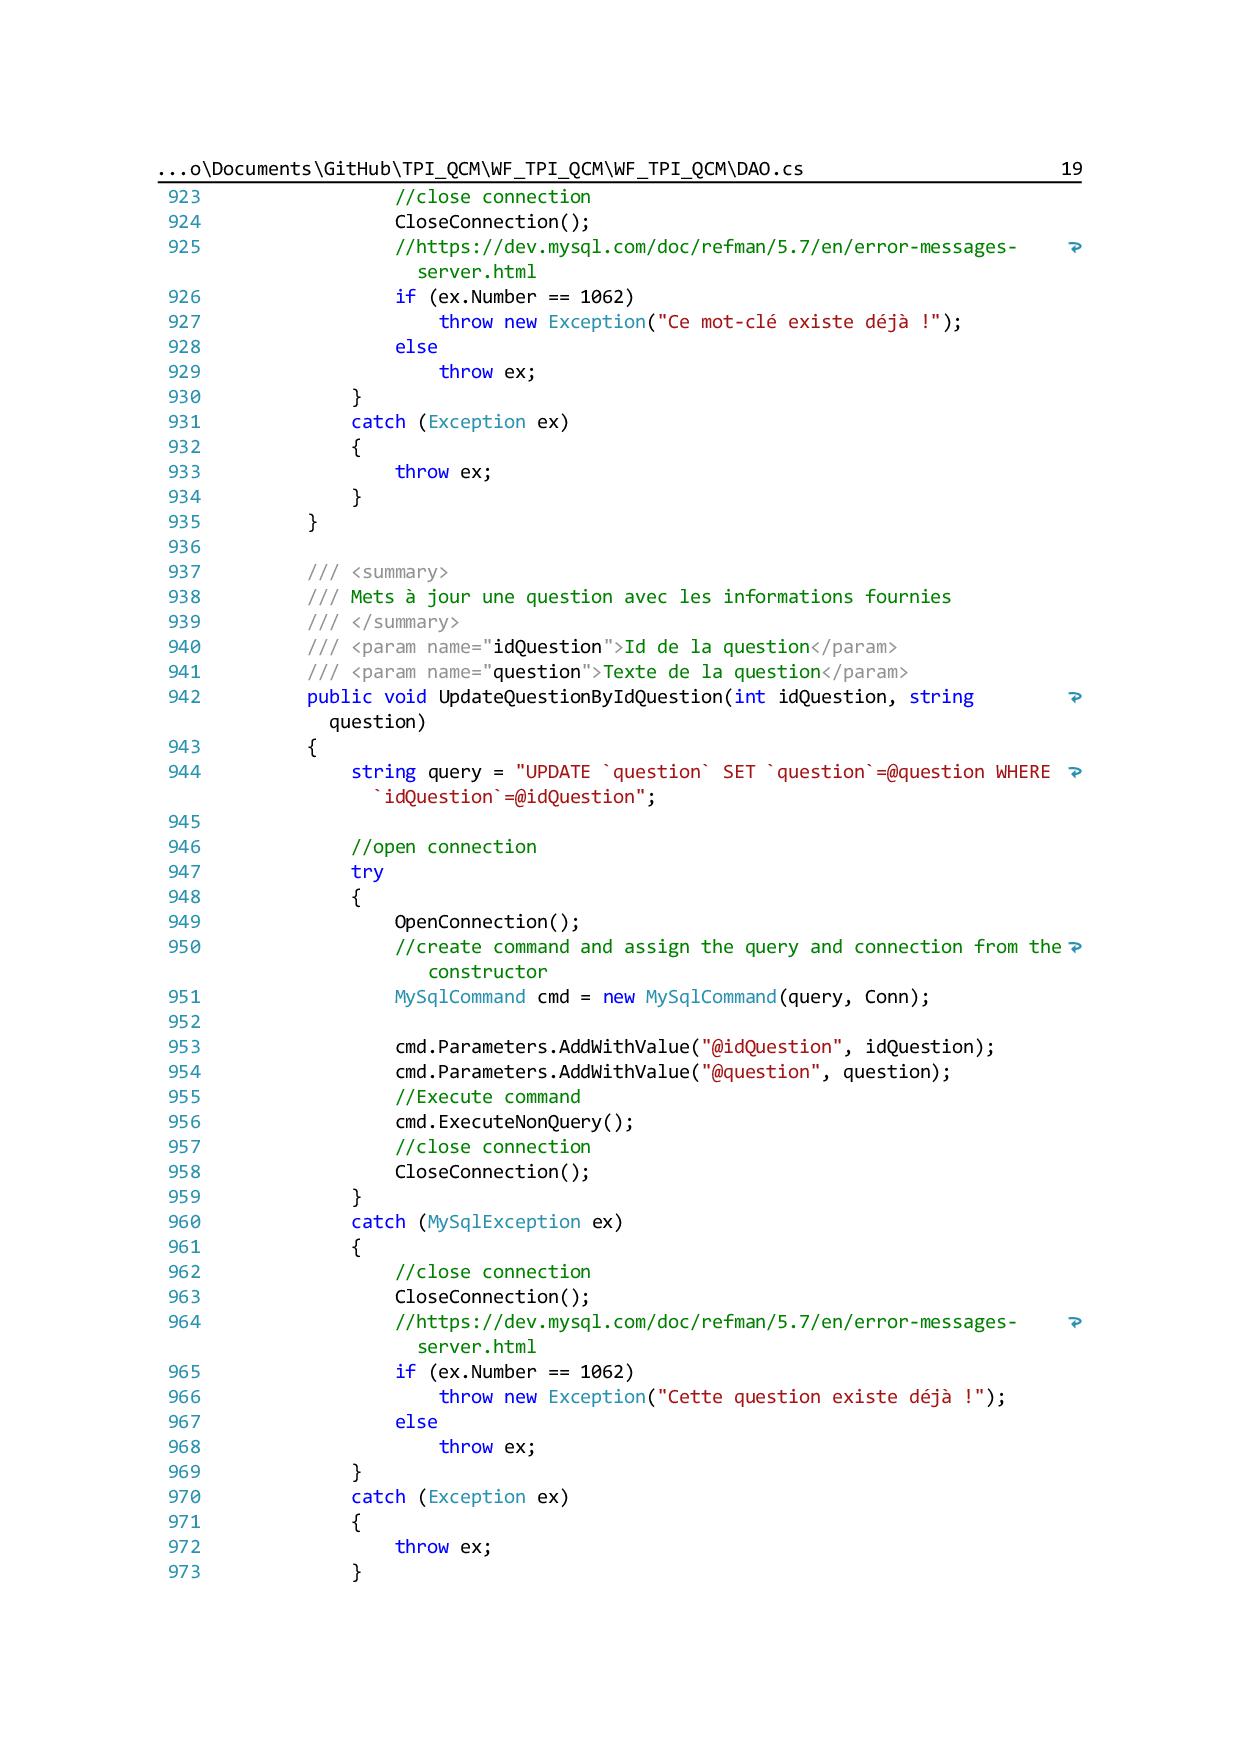 ...o\Documents\GitHub\TPI_QCM\WF_TPI_QCM\WF_TPI_QCM\DAO.cs 19
923 //close connection
924 CloseConnection();
925 //https://dev.mysql.com/doc/refman/5.7/en/error-messages-
server.html
926 if (ex.Number == 1062)
927 throw new Exception("Ce mot-clé existe déjà !");
928 else
929 throw ex;
930 }
931 catch (Exception ex)
932 {
933 throw ex;
934 }
935 }
936
937 /// <summary>
938 /// Mets à jour une question avec les informations fournies
939 /// </summary>
940 /// <param name="idQuestion">Id de la question</param>
941 /// <param name="question">Texte de la question</param>
942 public void UpdateQuestionByIdQuestion(int idQuestion, string
question)
943 {
944 string query = "UPDATE `question` SET `question`=@question WHERE
`idQuestion`=@idQuestion";
945
946 //open connection
947 try
948 {
949 OpenConnection();
950 //create command and assign the query and connection from the
constructor
951 MySqlCommand cmd = new MySqlCommand(query, Conn);
952
953 cmd.Parameters.AddWithValue("@idQuestion", idQuestion);
954 cmd.Parameters.AddWithValue("@question", question);
955 //Execute command
956 cmd.ExecuteNonQuery();
957 //close connection
958 CloseConnection();
959 }
960 catch (MySqlException ex)
961 {
962 //close connection
963 CloseConnection();
964 //https://dev.mysql.com/doc/refman/5.7/en/error-messages-
server.html
965 if (ex.Number == 1062)
966 throw new Exception("Cette question existe déjà !");
967 else
968 throw ex;
969 }
970 catch (Exception ex)
971 {
972 throw ex;
973 }